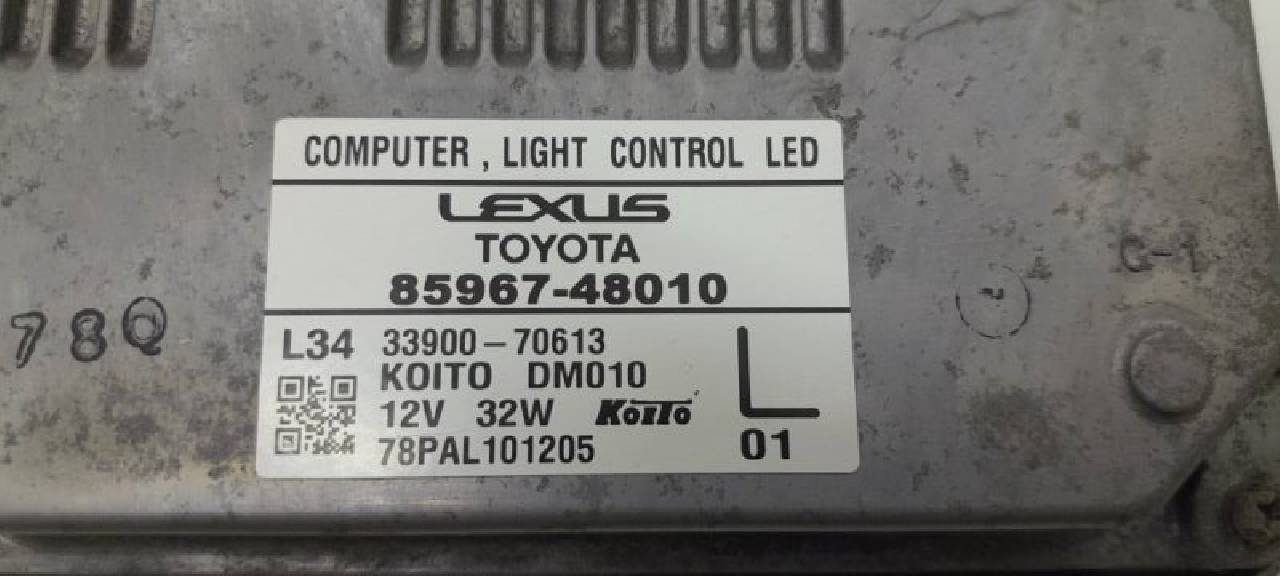 COMPUTER , LIGHT CONTROL LED
LEXUS
TOYOTA
85967-48010
L34 33900-70613
KOITO DM010
12V 32W KOITO
78PAL101205
L
01
78Q
C-1